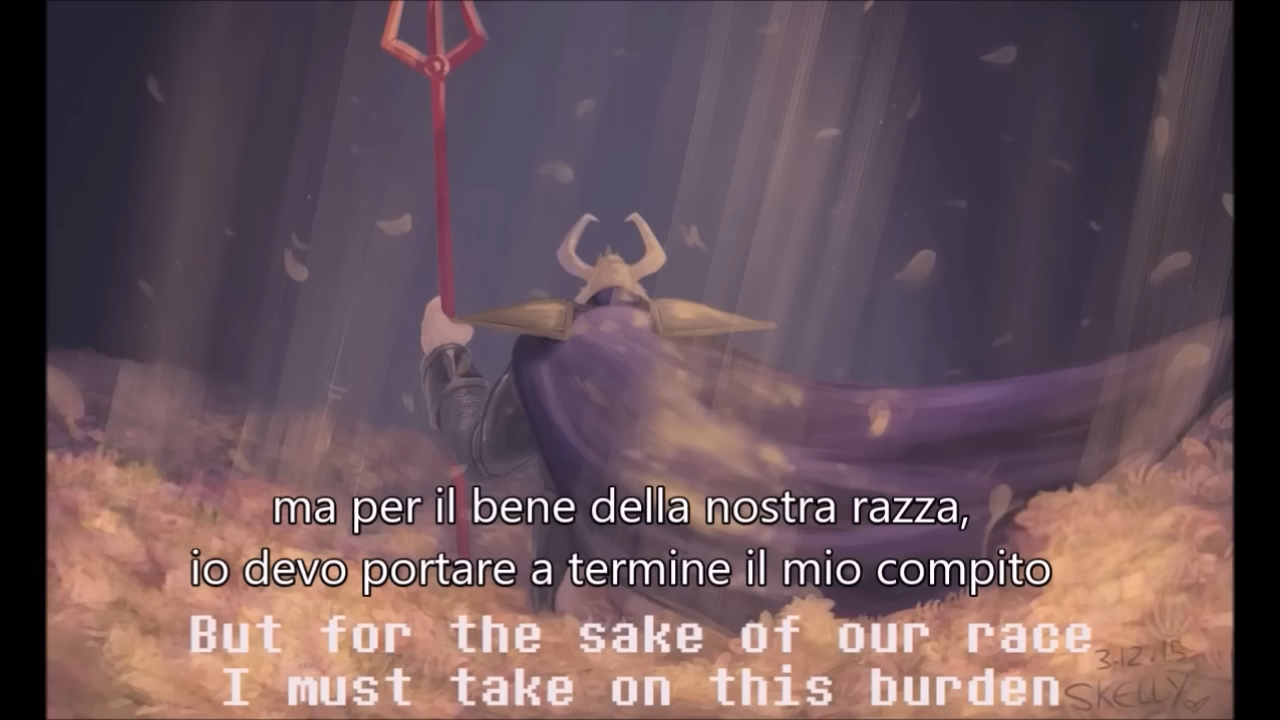 ma per il bene della nostra razza,
io devo portare a termine il mio compito
But for the sake of our race
I must take on this burden
3.12.15
SKELLY